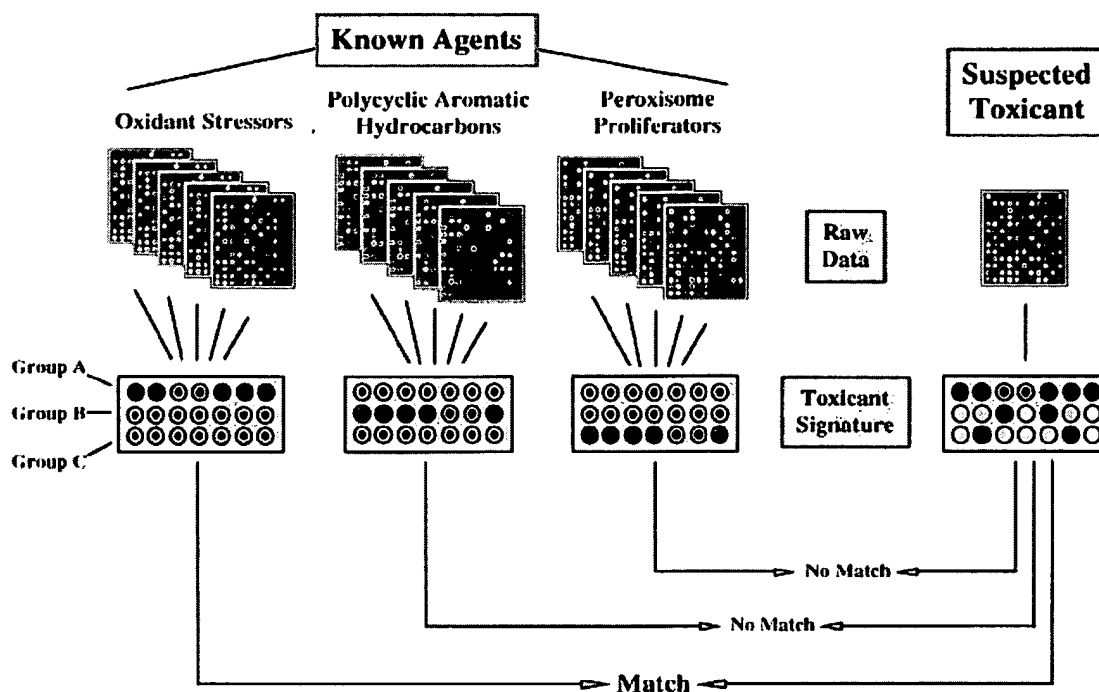 Known Agents
Suspected
Toxicant
Oxidant Stressors
Polycyclic Aromatic
Hydrocarbons
Peroxisome
Proliferators
Raw
Data
Group A
Group B
Group C
Toxicant
Signature
No Match
No Match
Match